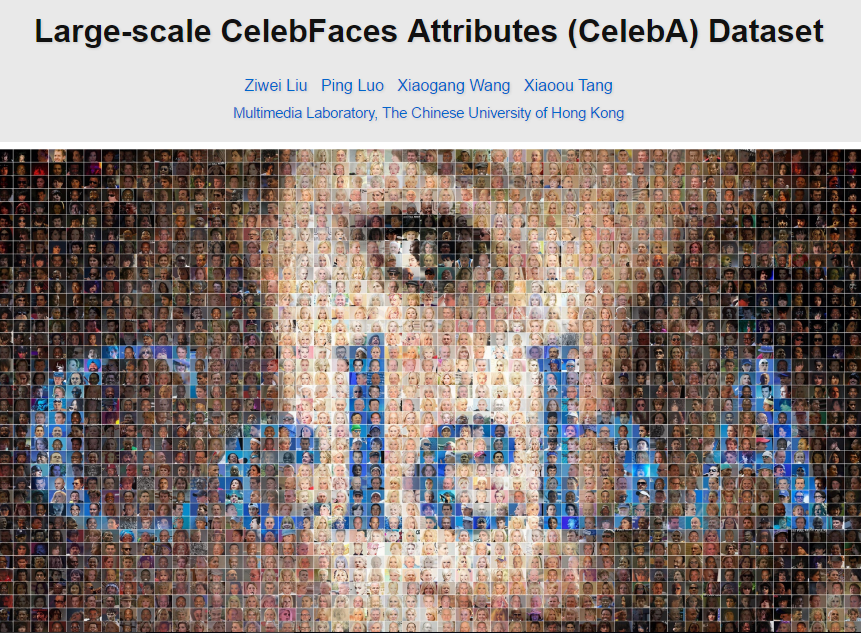 Large-scale CelebFaces Attributes (CelebA) Dataset
Ziwei Liu Ping Luo Xiaogang Wang Xiaoou Tang
Multimedia Laboratory, The Chinese University of Hong Kong
CelebA